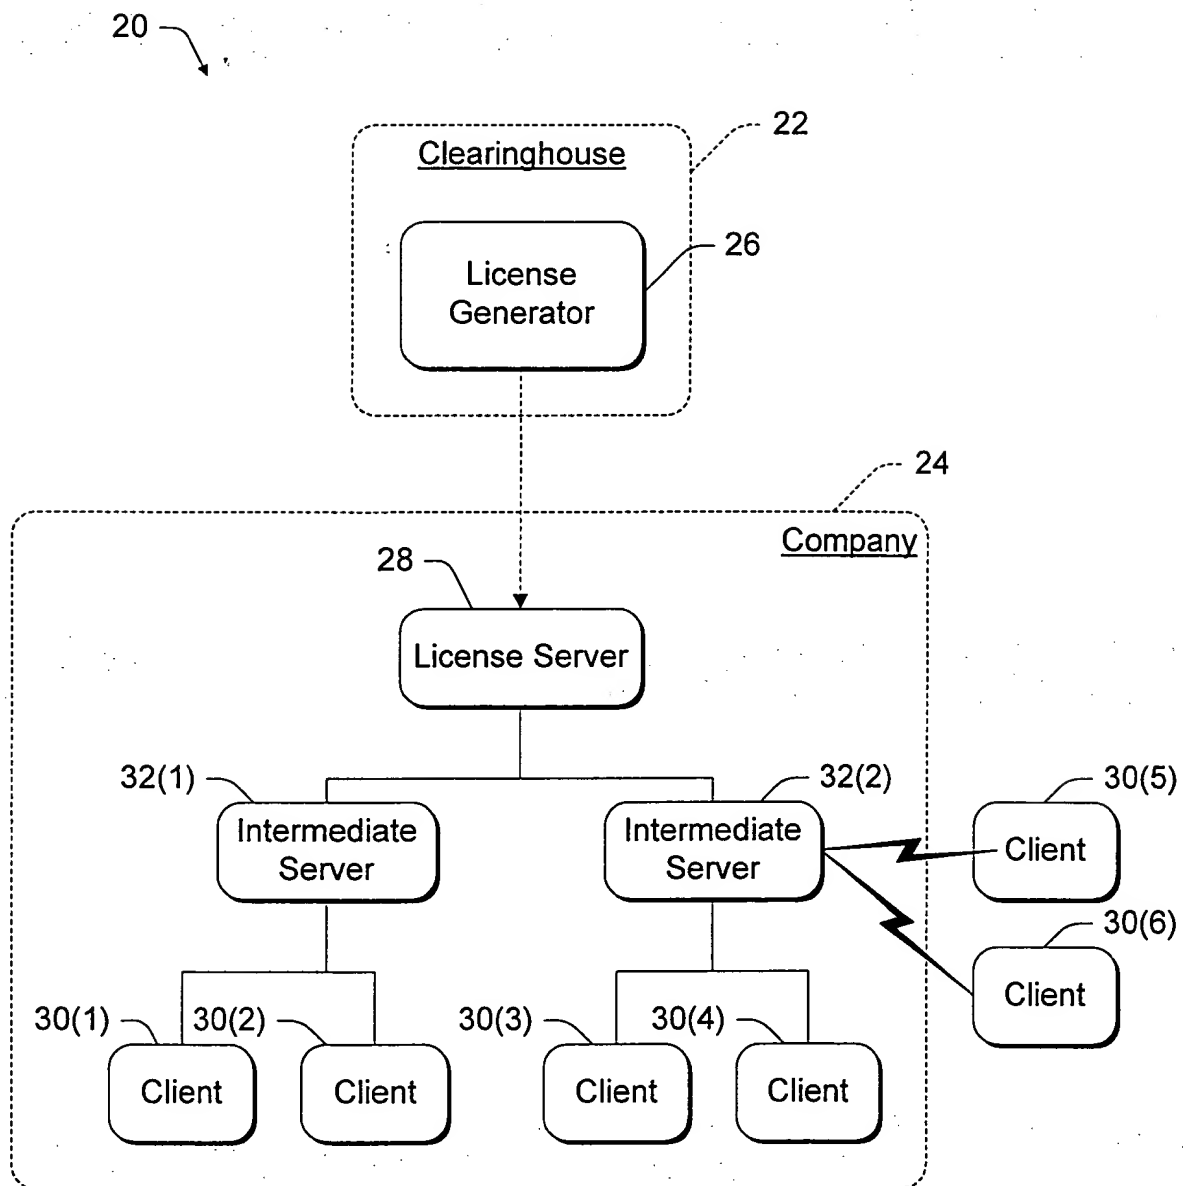 20
22
Clearinghouse
26
License
Generator
24
Company
28
License Server
32(1)
32(2)
30(5)
Intermediate
Server
Intermediate
Server
Client
30(6)
Client
30(1)
30(2)
30(3)
30(4)
Client
Client
Client
Client